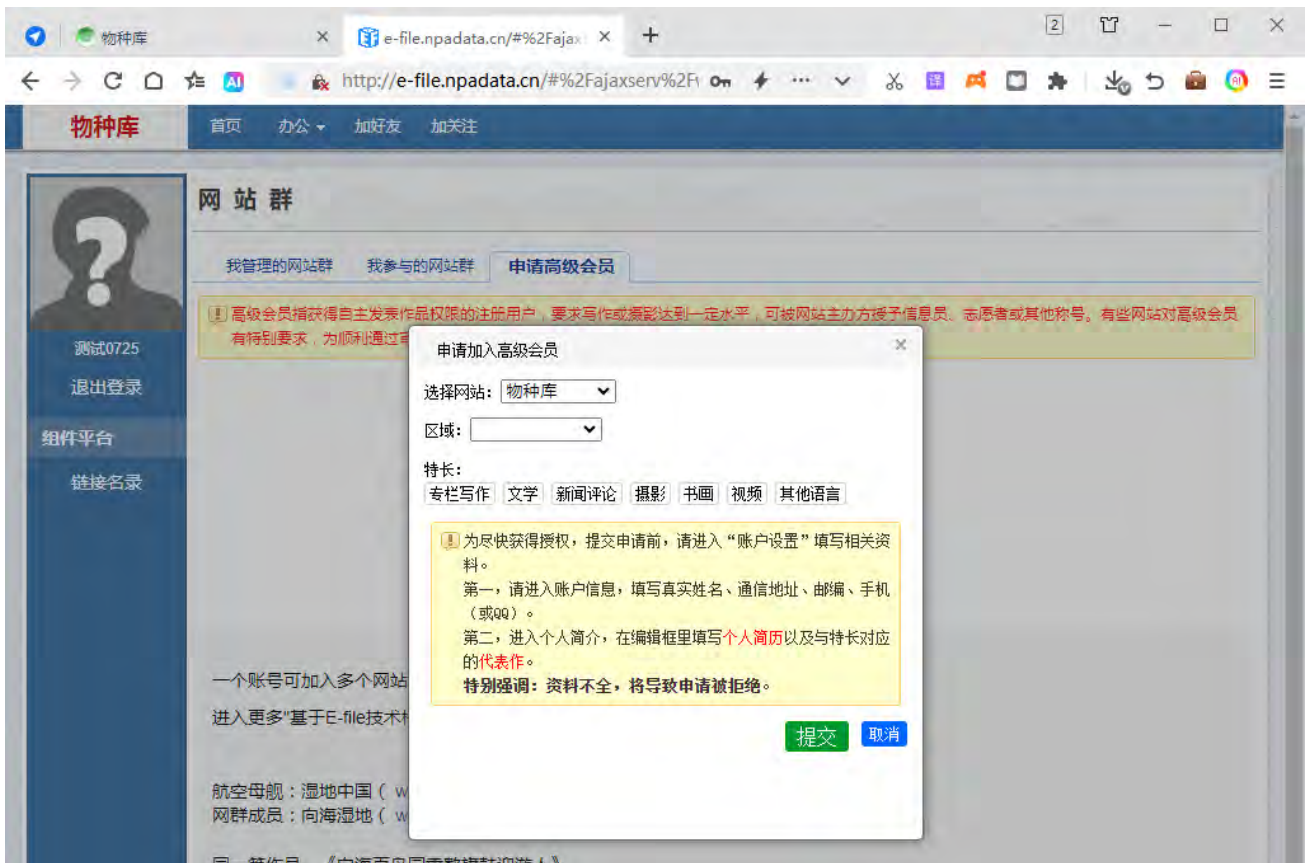 物种库
e-file.npadata.cn/#%2Fajax
2
AI
http://e-file.npadata.cn/#%2Fajaxserv%2F
译
物种库
首页
办公
加好友
加关注
网 站 群
我管理的网站群
我参与的网站群
申请高级会员
高级会员指获得自主发表作品权限的注册用户，要求写作或摄影达到一定水平，可被网站主办方授予信息员、志愿者或其他称号。有些网站对高级会员
有特别要求，为顺利通过
测试0725
退出登录
组件平台
链接名录
申请加入高级会员
选择网站：物种库
区域：
特长：
专栏写作 文学 新闻评论 摄影 书画 视频 其他语言
为尽快获得授权，提交申请前，请进入“账户设置”填写相关资
料。
第一，请进入账户信息，填写真实姓名、通信地址、邮编、手机
（或QQ）。
第二，进入个人简介，在编辑框里填写个人简历以及与特长对应
的代表作。
特别强调：资料不全，将导致申请被拒绝。
提交
取消
一个账号可加入多个网站
进入更多"基于E-file技术
航空母舰：湿地中国（ w
网群成员：向海湿地（ w